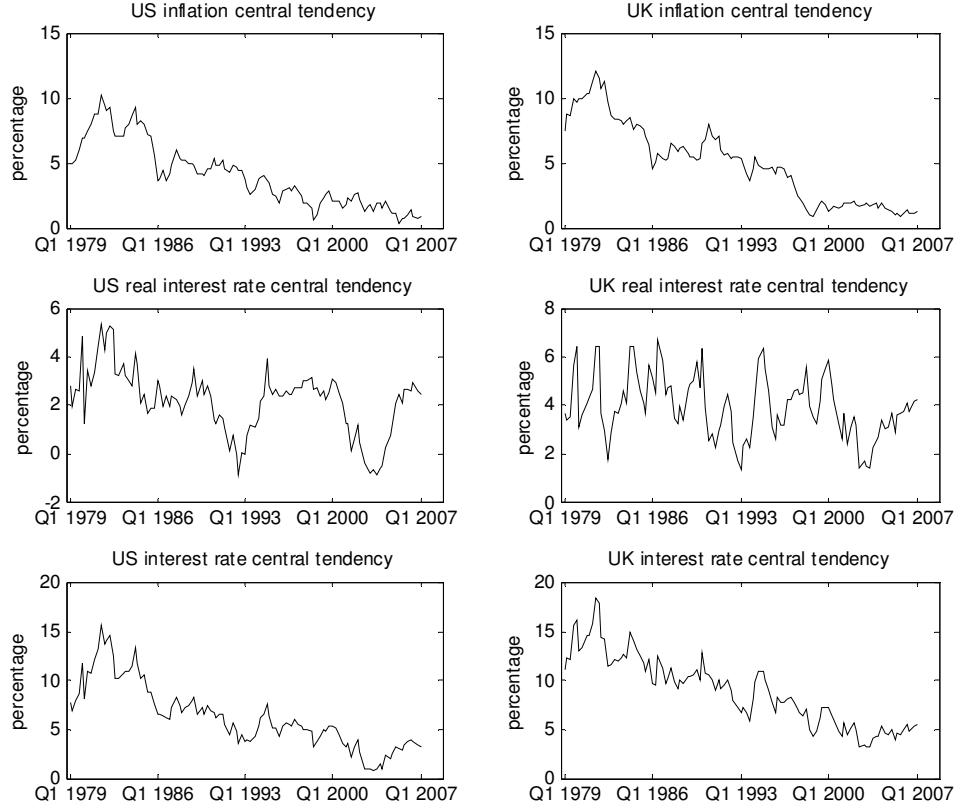 US inflation central tendency
15
10
5
0
percentage
Q1 1979 Q1 1986 Q1 1993 Q1 2000 Q1 2007
UK inflation central tendency
15
10
5
0
percentage
Q1 1979 Q1 1986 Q1 1993 Q1 2000 Q1 2007
US real interest rate central tendency
6
4
2
0
-2
percentage
Q1 1979 Q1 1986 Q1 1993 Q1 2000 Q1 2007
UK real interest rate central tendency
8
6
4
2
0
percentage
Q1 1979 Q1 1986 Q1 1993 Q1 2000 Q1 2007
US interest rate central tendency
20
15
10
5
0
percentage
Q1 1979 Q1 1986 Q1 1993 Q1 2000 Q1 2007
UK interest rate central tendency
20
15
10
5
0
percentage
Q1 1979 Q1 1986 Q1 1993 Q1 2000 Q1 2007